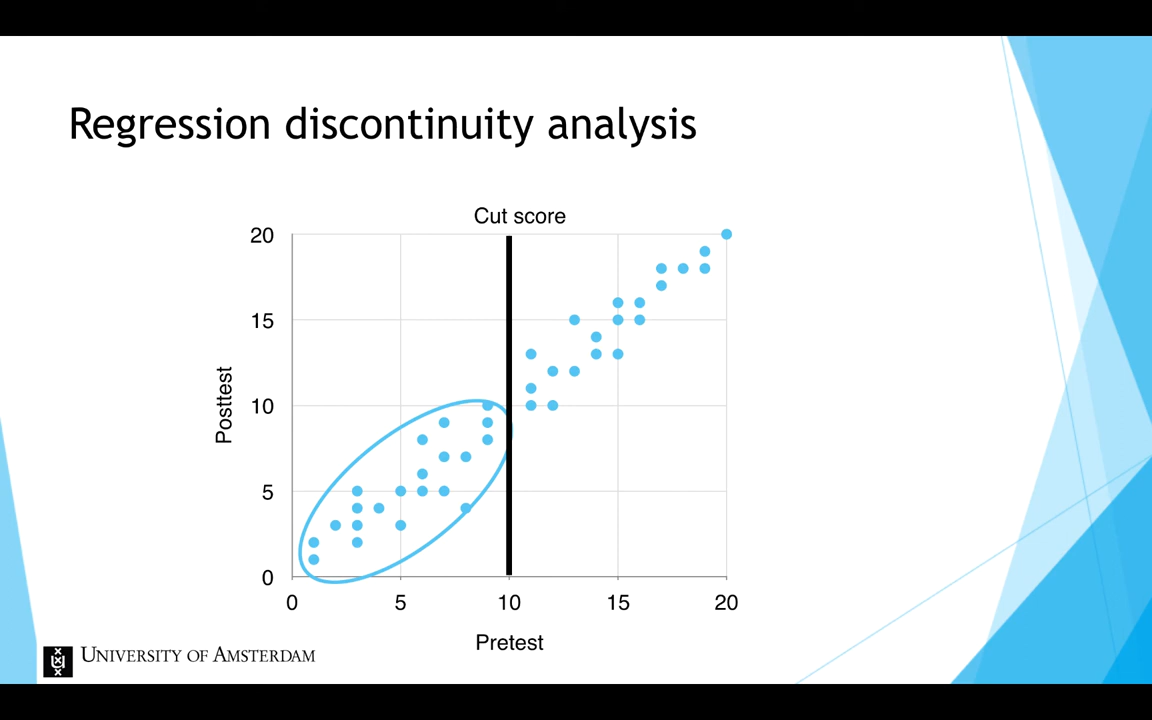 Regression discontinuity analysis
Cut score
20
15
10
5
0
Posttest
0 5 10 15 20
Pretest
UNIVERSITY OF AMSTERDAM